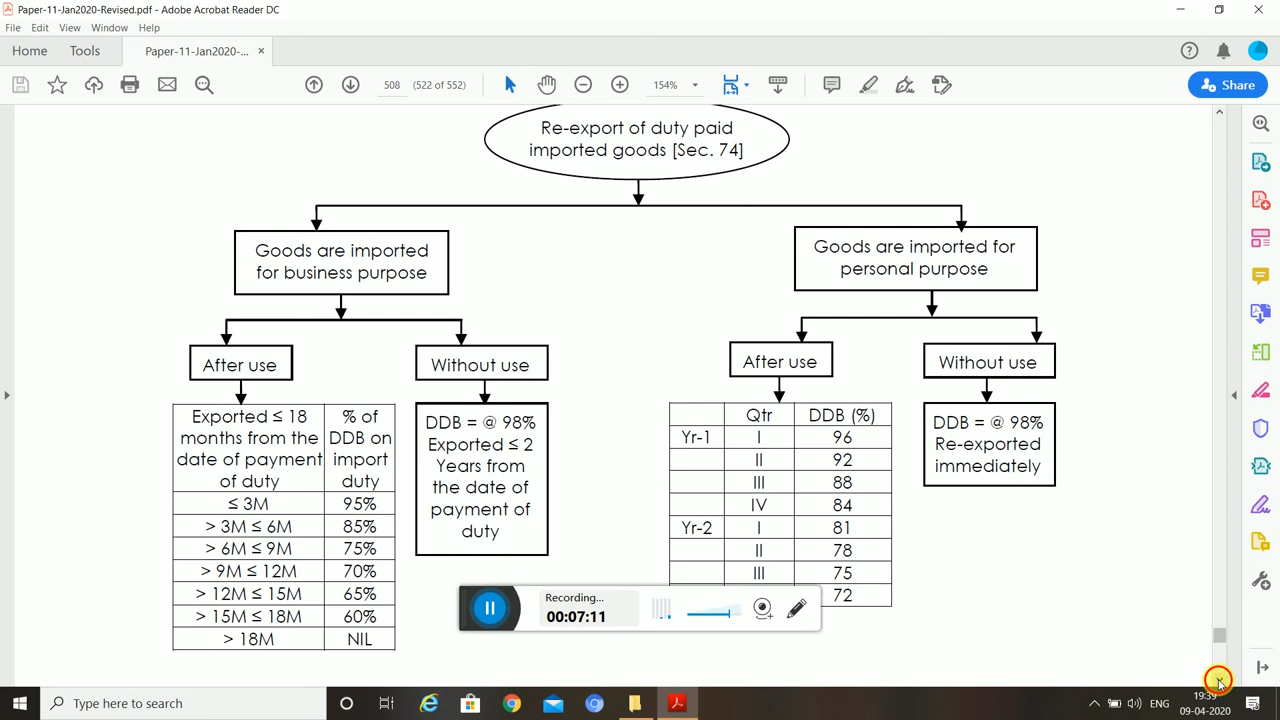 Paper-11-Jan2020-Revised.pdf - Adobe Acrobat Reader DC
File Edit View Window Help
Home Tools Paper-11-Jan2020-... ×
508 (522 of 552) 154% Share
Re-export of duty paid
imported goods [Sec. 74]
Goods are imported
for business purpose
Goods are imported for
personal purpose
After use
Without use
After use
Without use
Exported ≤ 18
months from the
date of payment
of duty
% of
DDB on
import
duty
≤ 3M 95%
> 3M ≤ 6M 85%
> 6M ≤ 9M 75%
> 9M ≤ 12M 70%
> 12M ≤ 15M 65%
> 15M ≤ 18M 60%
> 18M NIL
DDB = @ 98%
Exported ≤ 2
Years from
the date of
payment of
duty
Qtr DDB (%)
Yr-1 I 96
II 92
III 88
IV 84
Yr-2 I 81
II 78
III 75
72
DDB = @ 98%
Re-exported
immediately
Recording...
00:07:11
Type here to search
ENG
19:39
09-04-2020